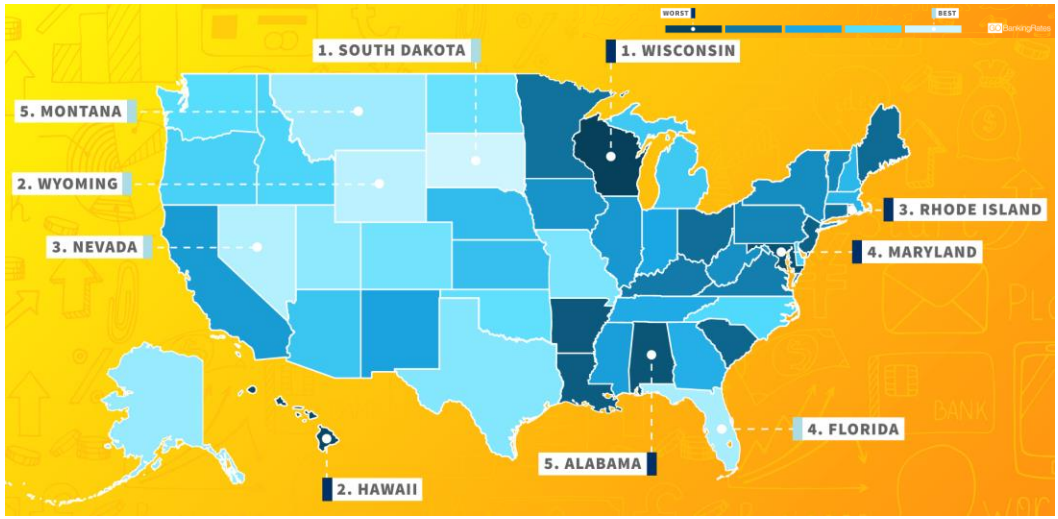 WORST
BEST
GOBankingRates
1. SOUTH DAKOTA
1. WISCONSIN
5. MONTANA
2. WYOMING
3. NEVADA
3. RHODE ISLAND
4. MARYLAND
4. FLORIDA
5. ALABAMA
2. HAWAII
BANK